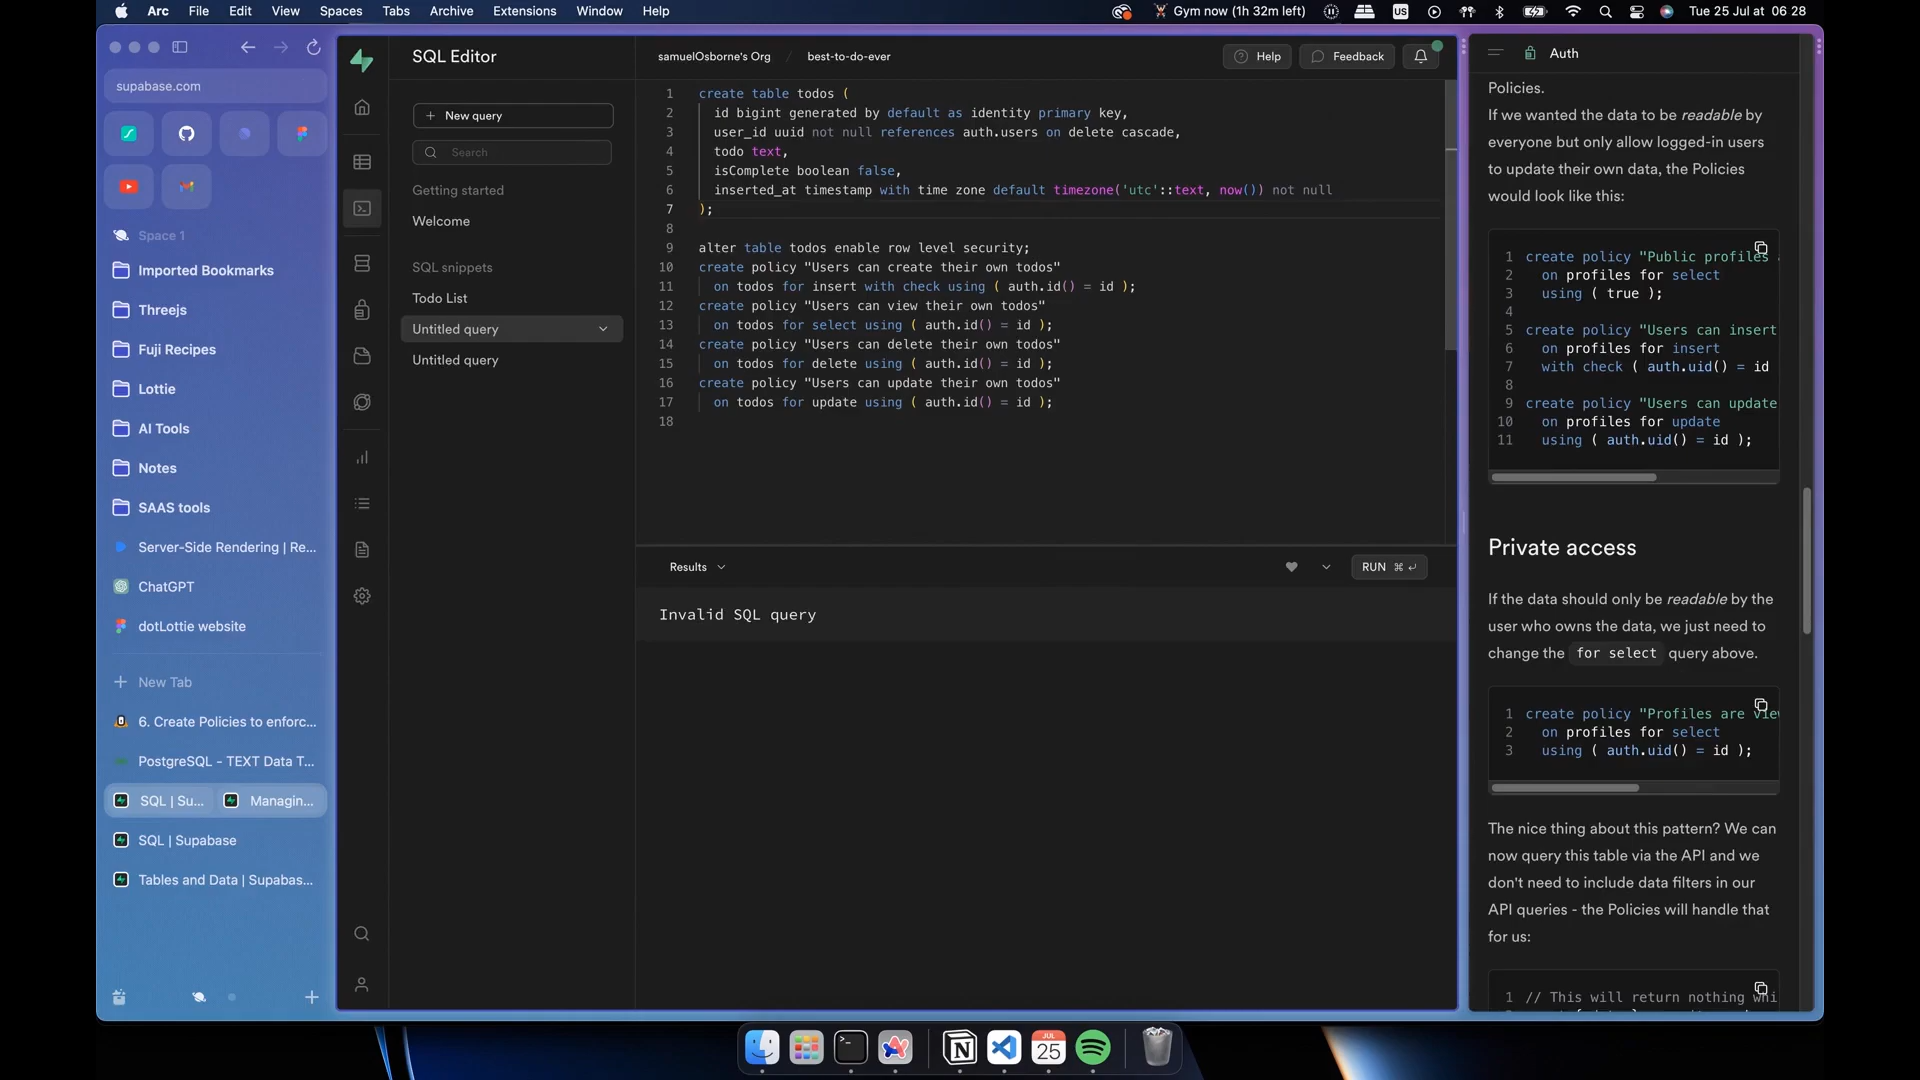 Arc File Edit View Spaces Tabs Archive Extensions Window Help
Gym now (1h 32m left) US Tue 25 Jul at 06 28
supabase.com
Space 1
Imported Bookmarks
Threejs
Fuji Recipes
Lottie
AI Tools
Notes
SAAS tools
Server-Side Rendering | Re...
ChatGPT
dotLottie website
New Tab
6. Create Policies to enforc...
PostgreSQL - TEXT Data T...
SQL | Su... Managin...
SQL | Supabase
Tables and Data | Supabas...
SQL Editor
New query
Search
Getting started
Welcome
SQL snippets
Todo List
Untitled query
Untitled query
samuelOsborne's Org / best-to-do-ever
Help Feedback
1 create table todos (
2 id bigint generated by default as identity primary key,
3 user_id uuid not null references auth.users on delete cascade,
4 todo text,
5 isComplete boolean false,
6 inserted_at timestamp with time zone default timezone('utc'::text, now()) not null
7 );
8
9 alter table todos enable row level security;
10 create policy "Users can create their own todos"
11 on todos for insert with check using ( auth.id() = id );
12 create policy "Users can view their own todos"
13 on todos for select using ( auth.id() = id );
14 create policy "Users can delete their own todos"
15 on todos for delete using ( auth.id() = id );
16 create policy "Users can update their own todos"
17 on todos for update using ( auth.id() = id );
18
Results
RUN ⌘ ↵
Invalid SQL query
Auth
Policies.
If we wanted the data to be readable by
everyone but only allow logged-in users
to update their own data, the Policies
would look like this:
1 create policy "Public profiles
2 on profiles for select
3 using ( true );
4
5 create policy "Users can insert
6 on profiles for insert
7 with check ( auth.uid() = id
8
9 create policy "Users can update
10 on profiles for update
11 using ( auth.uid() = id );
Private access
If the data should only be readable by the
user who owns the data, we just need to
change the for select query above.
1 create policy "Profiles are view
2 on profiles for select
3 using ( auth.uid() = id );
The nice thing about this pattern? We can
now query this table via the API and we
don't need to include data filters in our
API queries - the Policies will handle that
for us:
1 // This will return nothing whi
JUL
25